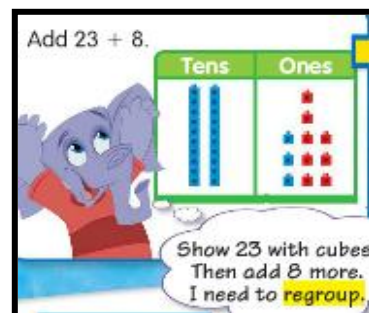 Add 23 + 8.
Tens Ones
Show 23 with cubes
Then add 8 more.
I need to regroup.